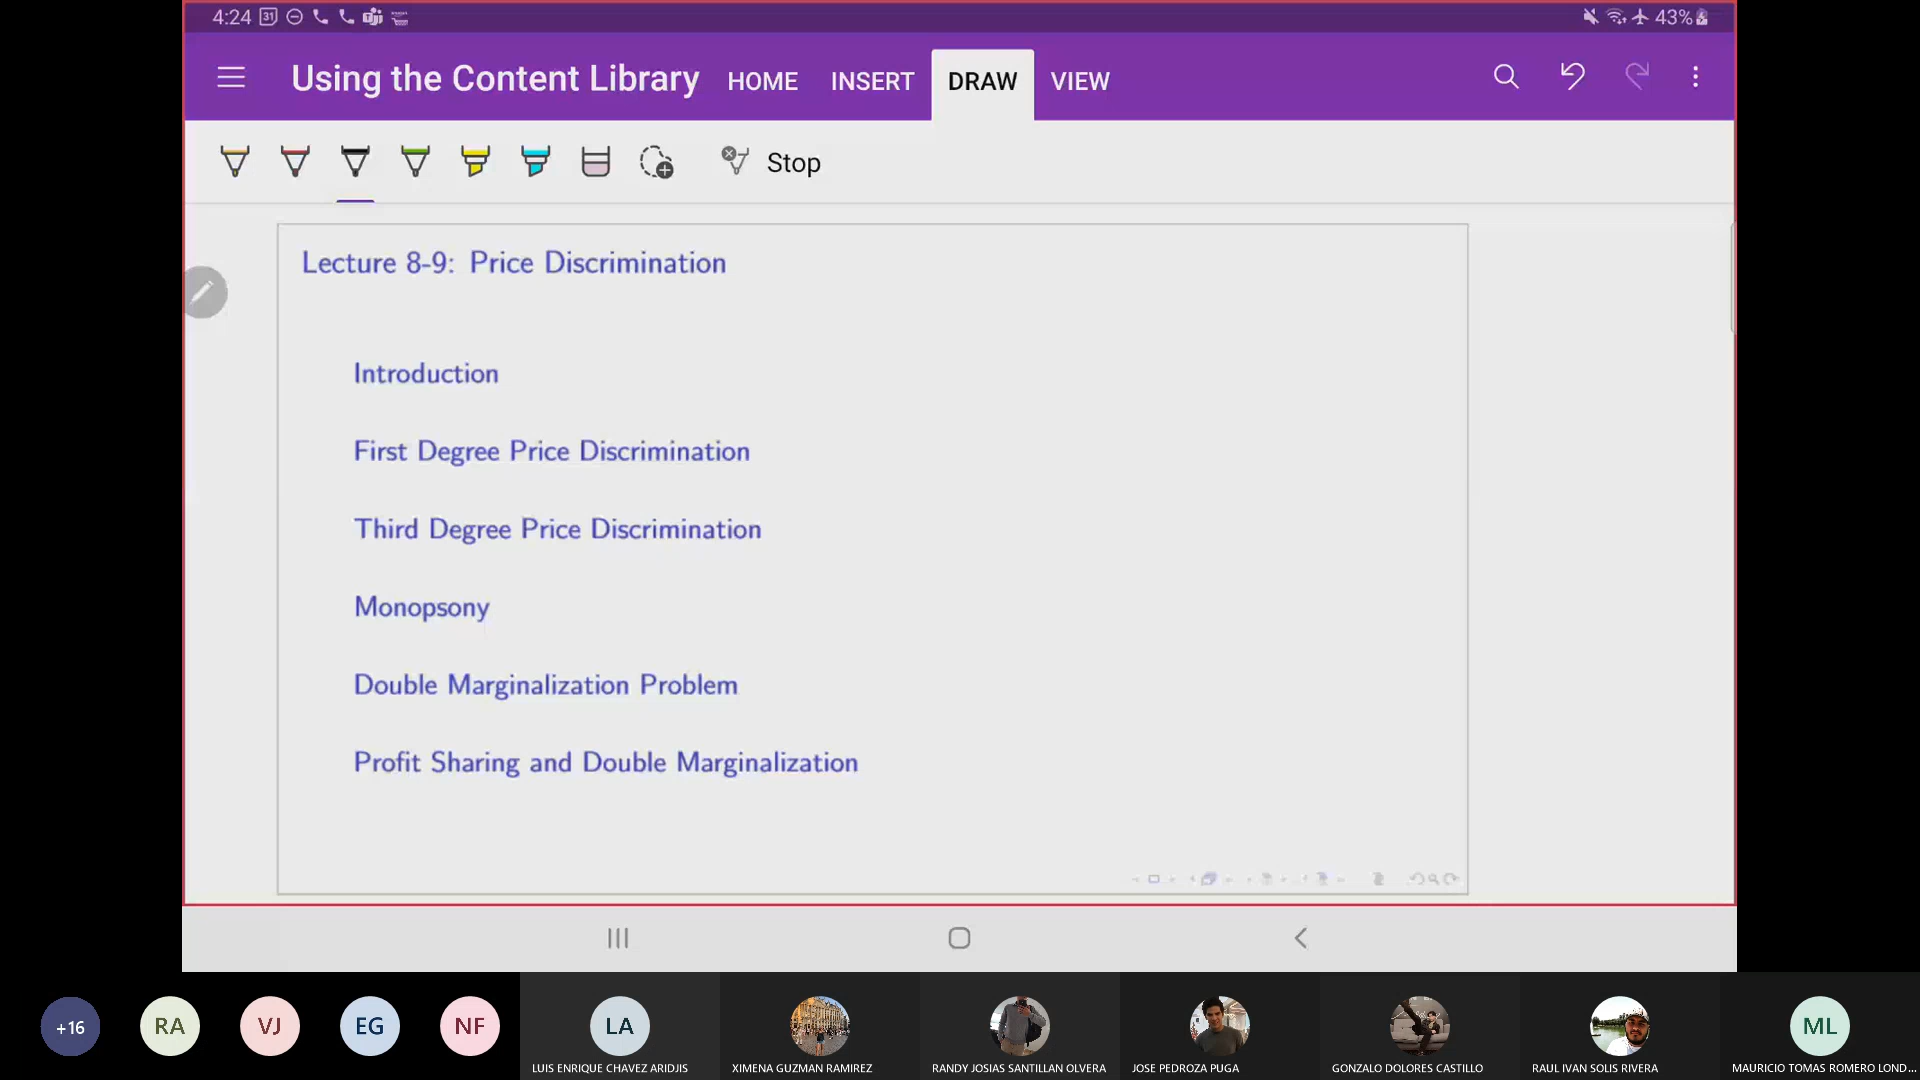 4:24 31 43%
Using the Content Library HOME INSERT DRAW VIEW
Stop
Lecture 8-9: Price Discrimination
Introduction
First Degree Price Discrimination
Third Degree Price Discrimination
Monopsony
Double Marginalization Problem
Profit Sharing and Double Marginalization
+16 RA VJ EG NF LA ML
LUIS ENRIQUE CHAVEZ ARIDJIS XIMENA GUZMAN RAMIREZ RANDY JOSIAS SANTILLAN OLVERA JOSE PEDROZA PUGA GONZALO DOLORES CASTILLO RAUL IVAN SOLIS RIVERA MAURICIO TOMAS ROMERO LOND...